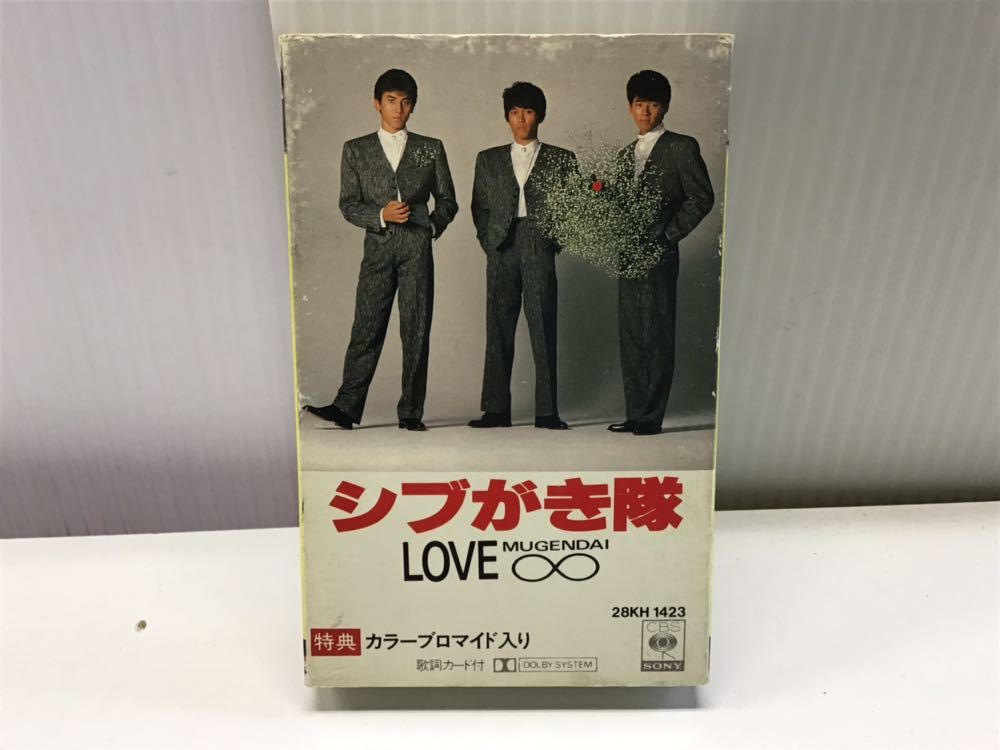 シブがき隊
LOVE MUGENDAI ∞
28KH 1423
特典 カラーブロマイド入り
CBS
SONY
歌詞カード付 DOLBY SYSTEM